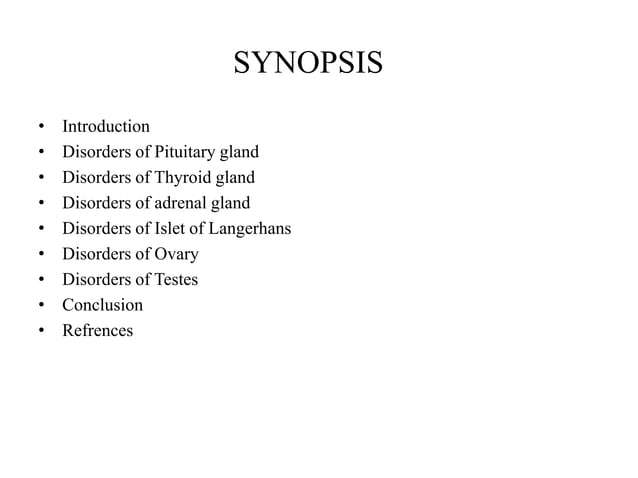 SYNOPSIS
• Introduction
• Disorders of Pituitary gland
• Disorders of Thyroid gland
• Disorders of adrenal gland
• Disorders of Islet of Langerhans
• Disorders of Ovary
• Disorders of Testes
• Conclusion
• Refrences